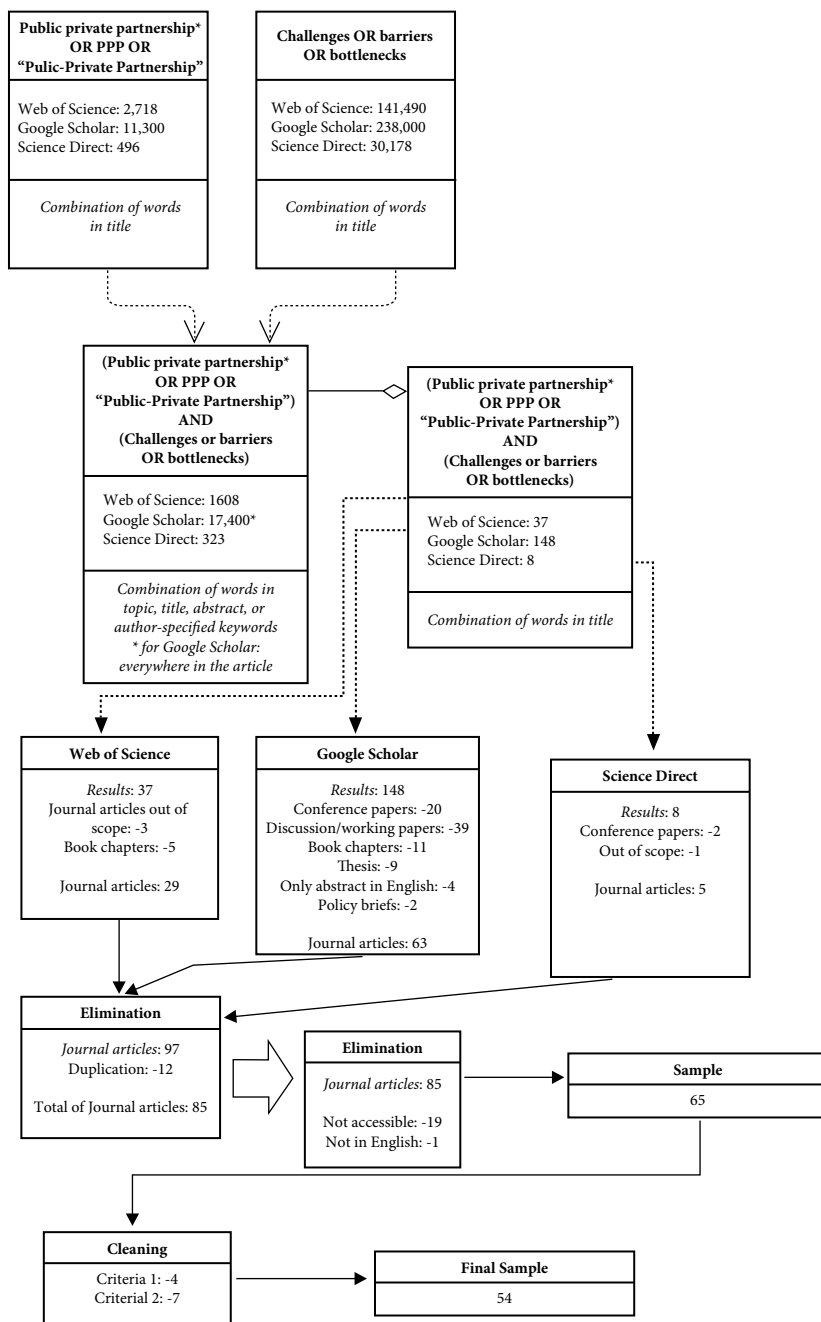 Public private partnership*
OR PPP OR
“Pulic-Private Partnership”
Web of Science: 2,718
Google Scholar: 11,300
Science Direct: 496
Combination of words
in title
Challenges OR barriers
OR bottlenecks
Web of Science: 141,490
Google Scholar: 238,000
Science Direct: 30,178
Combination of words
in title
(Public private partnership*
OR PPP OR
“Public-Private Partnership”)
AND
(Challenges or barriers
OR bottlenecks)
Web of Science: 1608
Google Scholar: 17,400*
Science Direct: 323
Combination of words in
topic, title, abstract, or
author-specified keywords
* for Google Scholar:
everywhere in the article
(Public private partnership*
OR PPP OR
“Public-Private Partnership”)
AND
(Challenges or barriers
OR bottlenecks)
Web of Science: 37
Google Scholar: 148
Science Direct: 8
Combination of words in title
Web of Science
Results: 37
Journal articles out of
scope: -3
Book chapters: -5
Journal articles: 29
Google Scholar
Results: 148
Conference papers: -20
Discussion/working papers: -39
Book chapters: -11
Thesis: -9
Only abstract in English: -4
Policy briefs: -2
Journal articles: 63
Science Direct
Results: 8
Conference papers: -2
Out of scope: -1
Journal articles: 5
Elimination
Journal articles: 97
Duplication: -12
Total of Journal articles: 85
Elimination
Journal articles: 85
Not accessible: -19
Not in English: -1
Sample
65
Cleaning
Criteria 1: -4
Criterial 2: -7
Final Sample
54